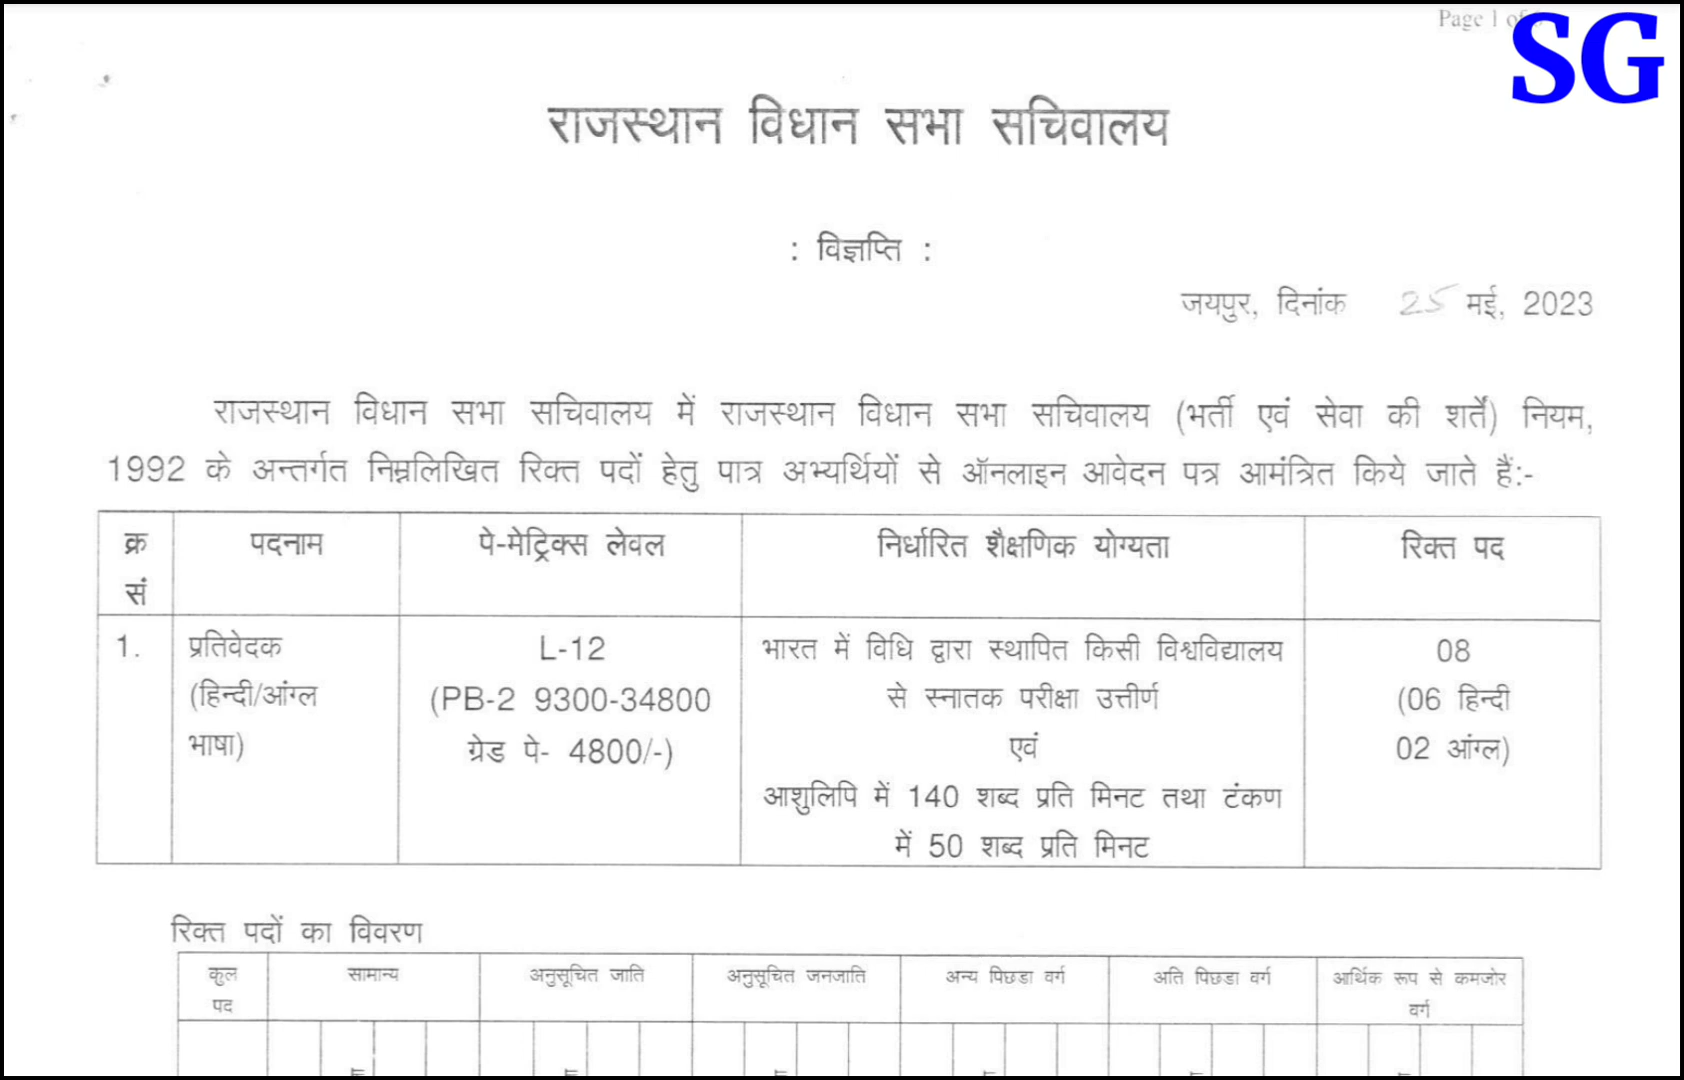 Page 1 of
SG
राजस्थान विधान सभा सचिवालय
: विज्ञप्ति :
जयपुर, दिनांक 25 मई, 2023
राजस्थान विधान सभा सचिवालय में राजस्थान विधान सभा सचिवालय (भर्ती एवं सेवा की शर्तें) नियम,
1992 के अन्तर्गत निम्नलिखित रिक्त पदों हेतु पात्र अभ्यर्थियों से ऑनलाइन आवेदन पत्र आमंत्रित किये जाते हैं:-
क्र
सं
पदनाम
पे-मेट्रिक्स लेवल
निर्धारित शैक्षणिक योग्यता
रिक्त पद
1.
प्रतिवेदक
(हिन्दी/आंग्ल
भाषा)
L-12
(PB-2 9300-34800
ग्रेड पे- 4800/-)
भारत में विधि द्वारा स्थापित किसी विश्वविद्यालय
से स्नातक परीक्षा उत्तीर्ण
एवं
आशुलिपि में 140 शब्द प्रति मिनट तथा टंकण
में 50 शब्द प्रति मिनट
08
(06 हिन्दी
02 आंग्ल)
रिक्त पदों का विवरण
कुल
पद
सामान्य
अनुसूचित जाति
अनुसूचित जनजाति
अन्य पिछडा वर्ग
अति पिछडा वर्ग
आर्थिक रूप से कमजोर
वर्ग